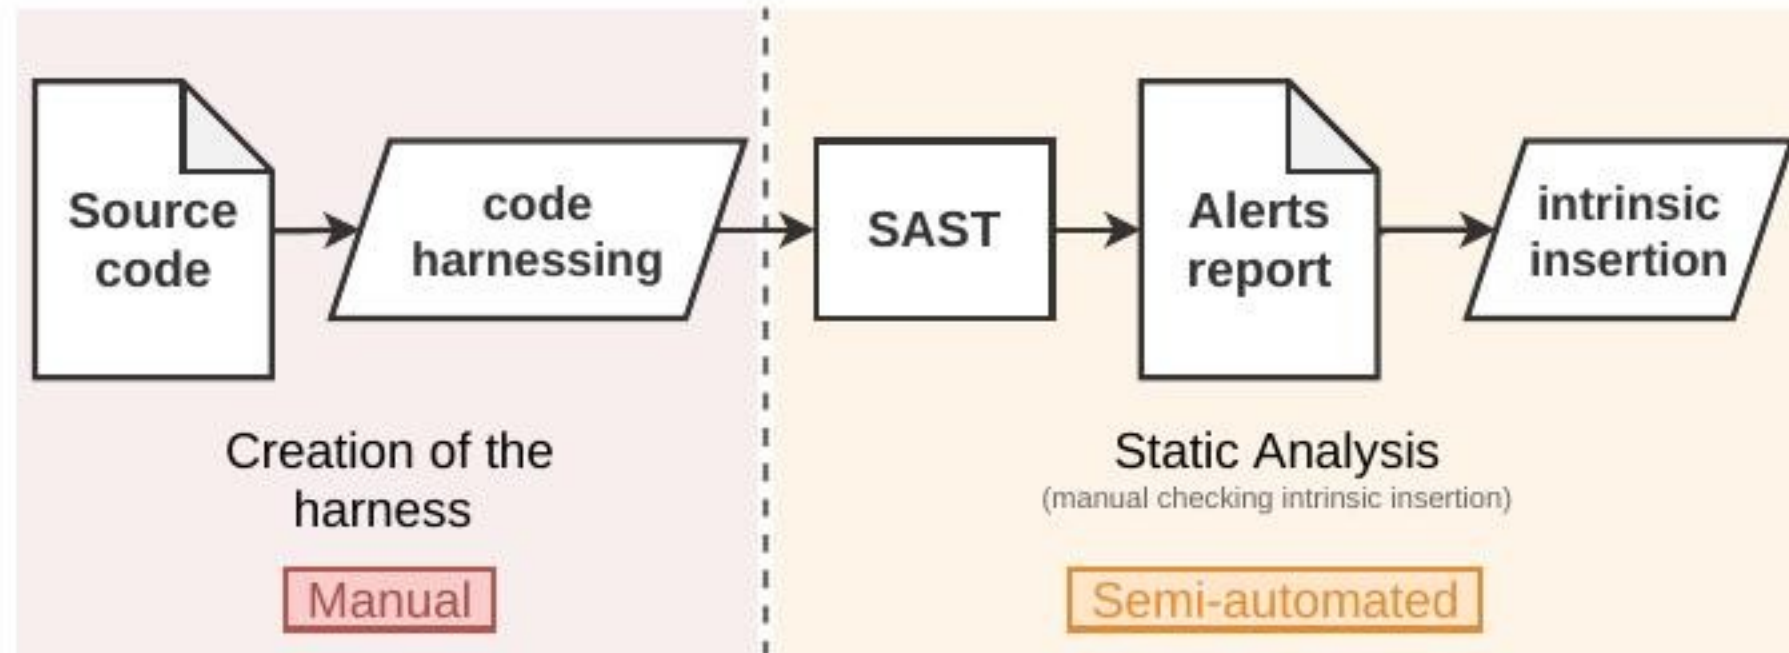 Source
code
code
harnessing
SAST
Alerts
report
intrinsic
insertion
Creation of the
harness
Manual
Static Analysis
(manual checking intrinsic insertion)
Semi-automated